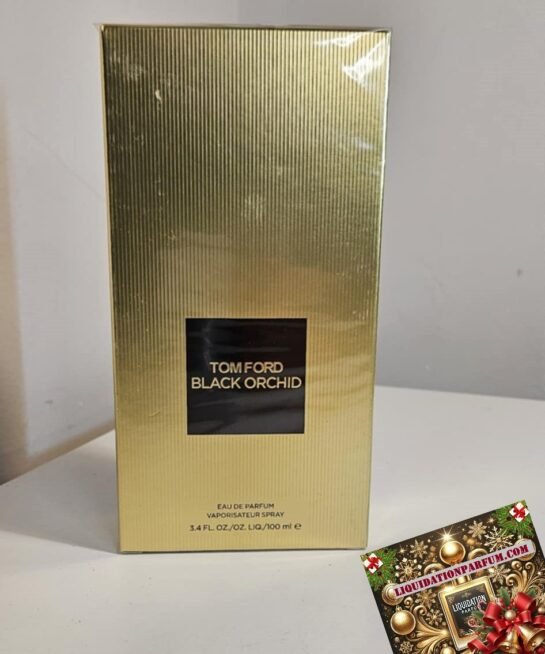 TOM FORD
BLACK ORCHID
EAU DE PARFUM
VAPORISATEUR SPRAY
3.4 FL. OZ./OZ. LIQ./100 ml ℮
LIQUIDATIONPARFUM.COM
LIQUIDATION
PARFUM